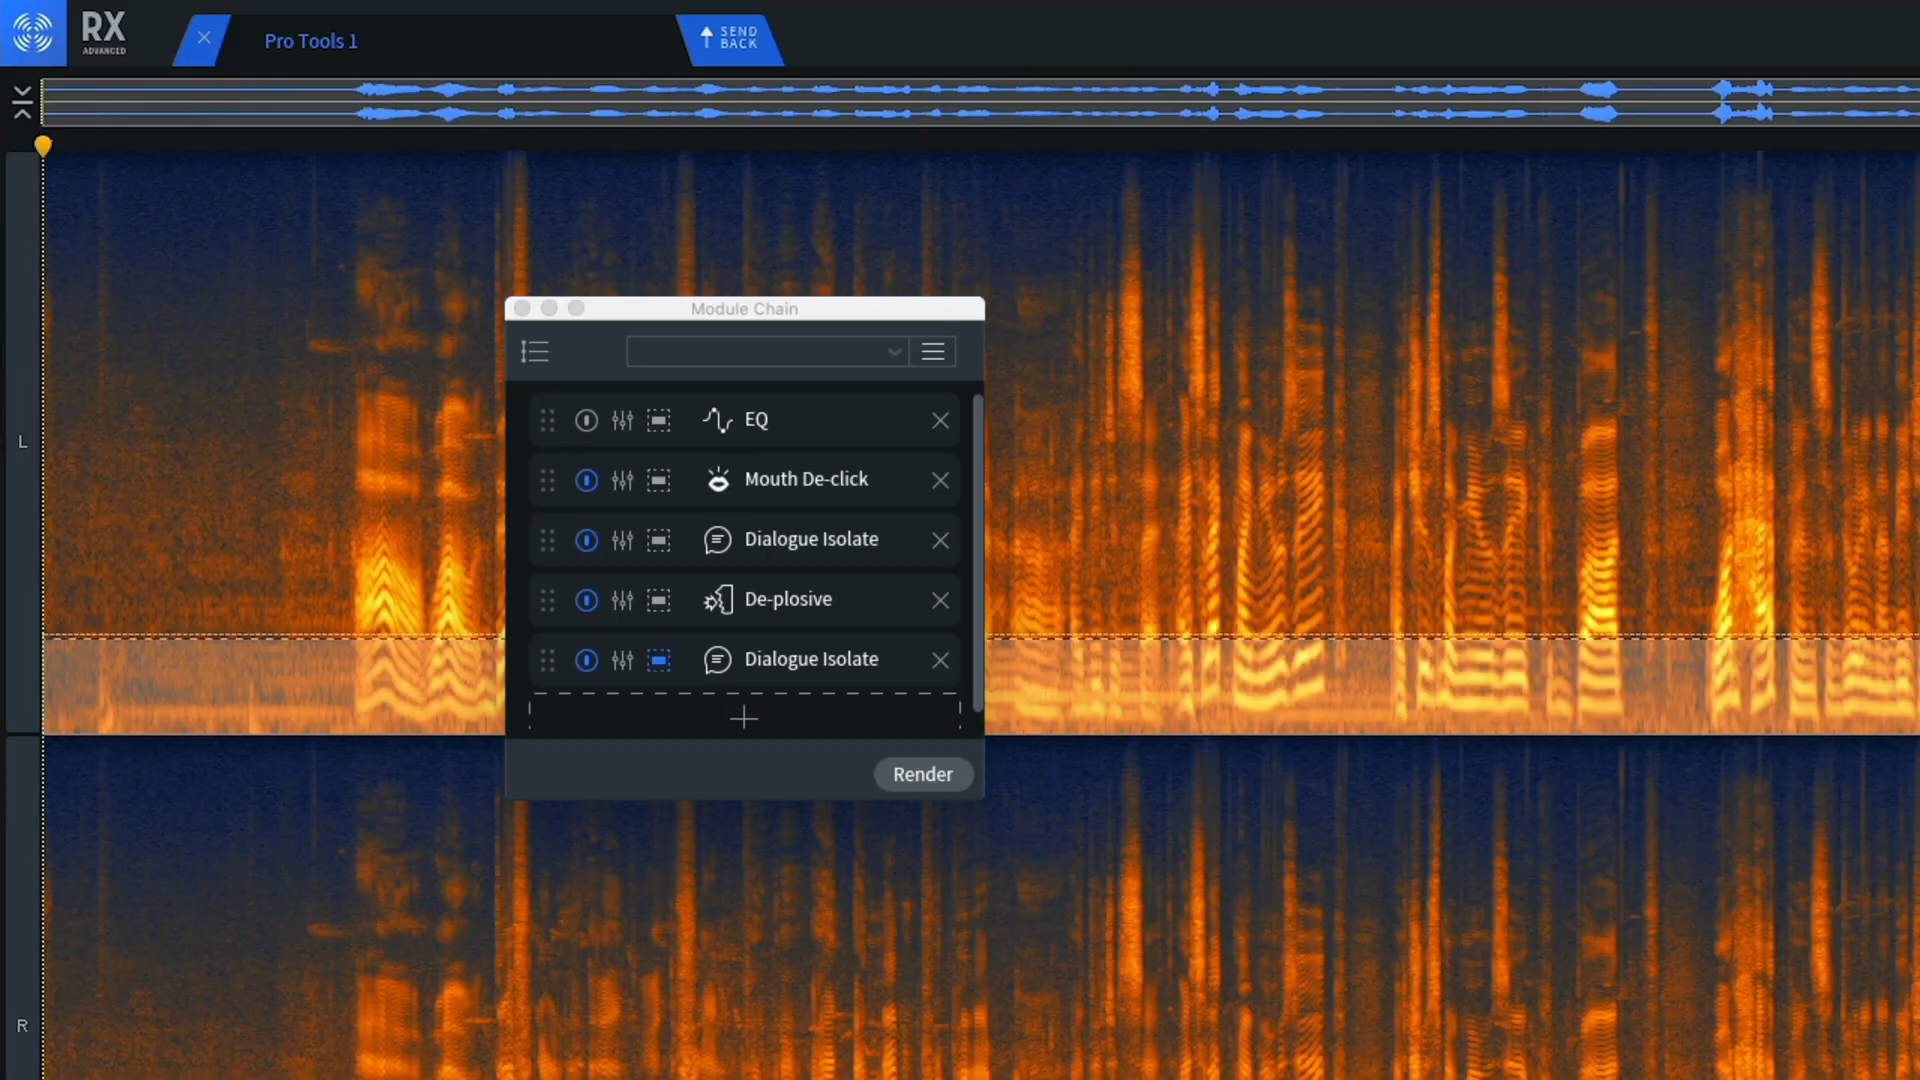 RX
ADVANCED
Pro Tools 1
SEND
BACK
Module Chain
EQ
Mouth De-click
Dialogue Isolate
De-plosive
Dialogue Isolate
Render
L
R